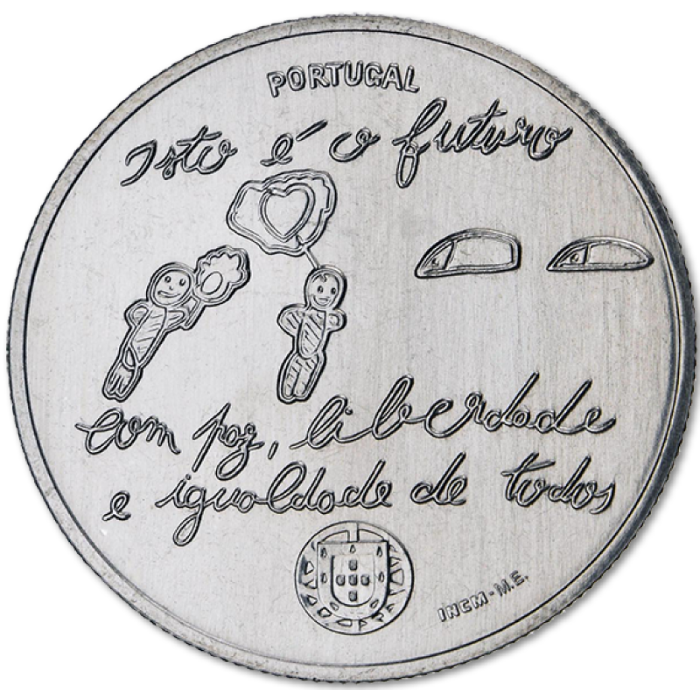 PORTUGAL
Isto é o futuro
com paz, liberdade
e igualdade de todos
INCM-M.E.